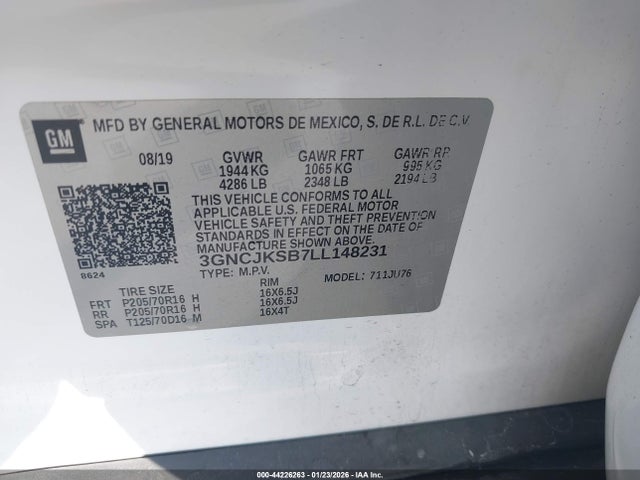 GM
MFD BY GENERAL MOTORS DE MEXICO, S. DE R.L. DE C.V
08/19 GVWR GAWR FRT GAWR RR
1944 KG 1065 KG 995 KG
4286 LB 2348 LB 2194 LB
THIS VEHICLE CONFORMS TO ALL
APPLICABLE U.S. FEDERAL MOTOR
VEHICLE SAFETY AND THEFT PREVENTION
STANDARDS IN EFFECT ON THE DATE OF
MANUFACTURE SHOWN ABOVE.
8624
3GNCJKSB7LL148231
TYPE: M.P.V. MODEL: 711JU76
TIRE SIZE RIM
FRT P205/70R16 H 16X6.5J
RR P205/70R16 H 16X6.5J
SPA T125/70D16 M 16X4T
000-44226263 - 01/23/2026 - IAA Inc.